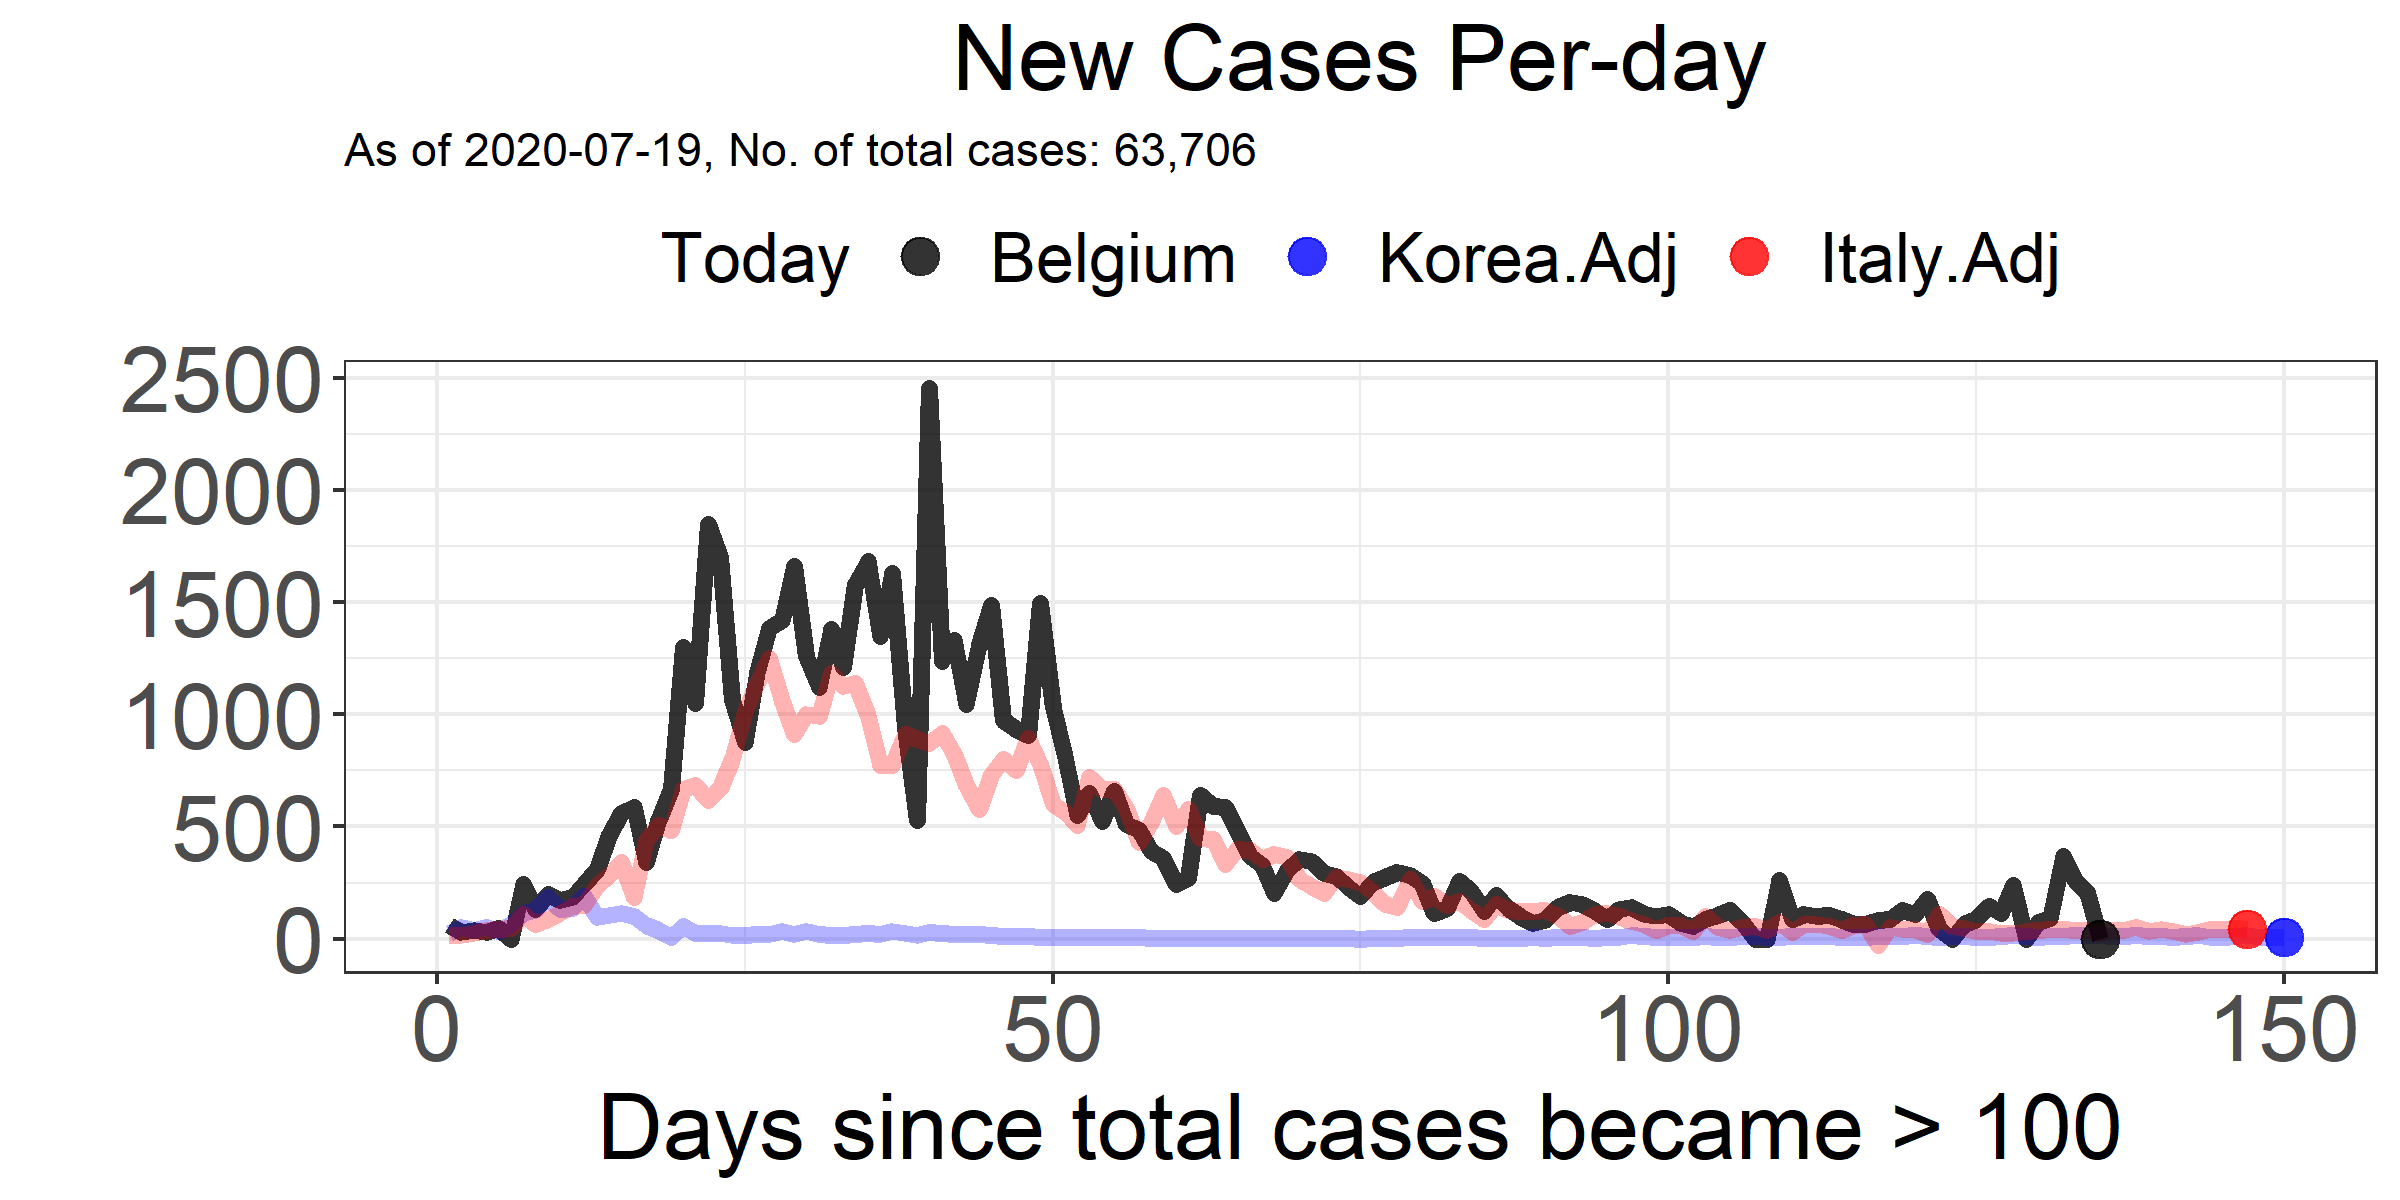 New Cases Per-day
As of 2020-07-19, No. of total cases: 63,706
Today Belgium Korea.Adj Italy.Adj
2500
2000
1500
1000
500
0
0 50 100 150
Days since total cases became > 100